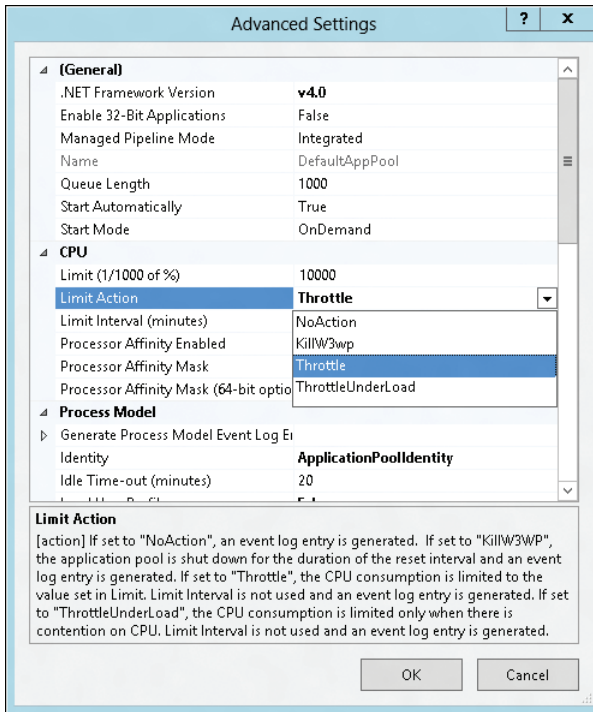 Advanced Settings
?
x
(General)
.NET Framework Version v4.0
Enable 32-Bit Applications False
Managed Pipeline Mode Integrated
Name DefaultAppPool
Queue Length 1000
Start Automatically True
Start Mode OnDemand
CPU
Limit (1/1000 of %) 10000
Limit Action Throttle
Limit Interval (minutes)
NoAction
Processor Affinity Enabled
KillW3wp
Processor Affinity Mask
Throttle
Processor Affinity Mask (64-bit optio
ThrottleUnderLoad
Process Model
Generate Process Model Event Log E
Identity ApplicationPoolIdentity
Idle Time-out (minutes) 20
Limit Action
[action] If set to "NoAction", an event log entry is generated. If set to "KillW3WP",
the application pool is shut down for the duration of the reset interval and an event
log entry is generated. If set to "Throttle", the CPU consumption is limited to the
value set in Limit. Limit Interval is not used and an event log entry is generated. If set
to "ThrottleUnderLoad", the CPU consumption is limited only when there is
contention on CPU. Limit Interval is not used and an event log entry is generated.
OK
Cancel